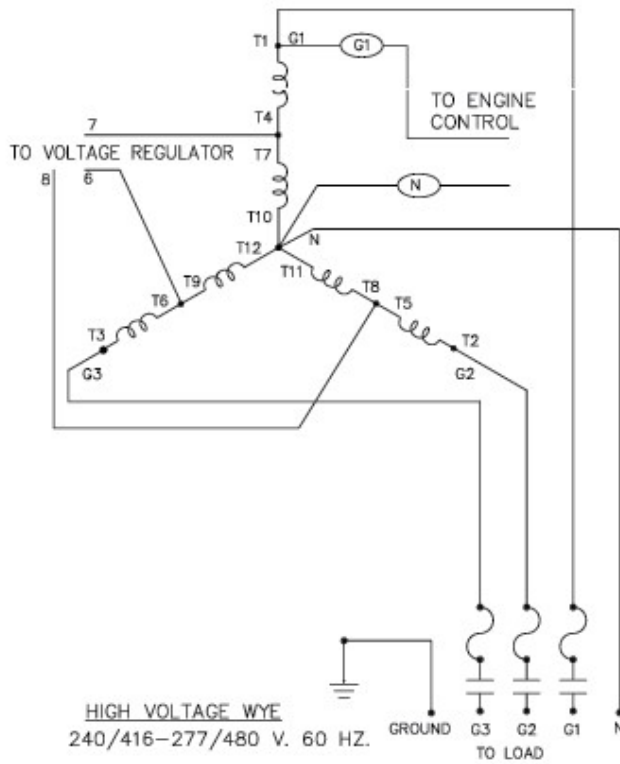 T1
G1
G1
TO ENGINE
CONTROL
T4
7
TO VOLTAGE REGULATOR
8
6
T7
N
T10
T12
N
T11
T9
T8
T6
T5
T3
T2
G3
G2
HIGH VOLTAGE WYE
240/416-277/480 V. 60 HZ.
GROUND
G3
G2
G1
N
TO LOAD